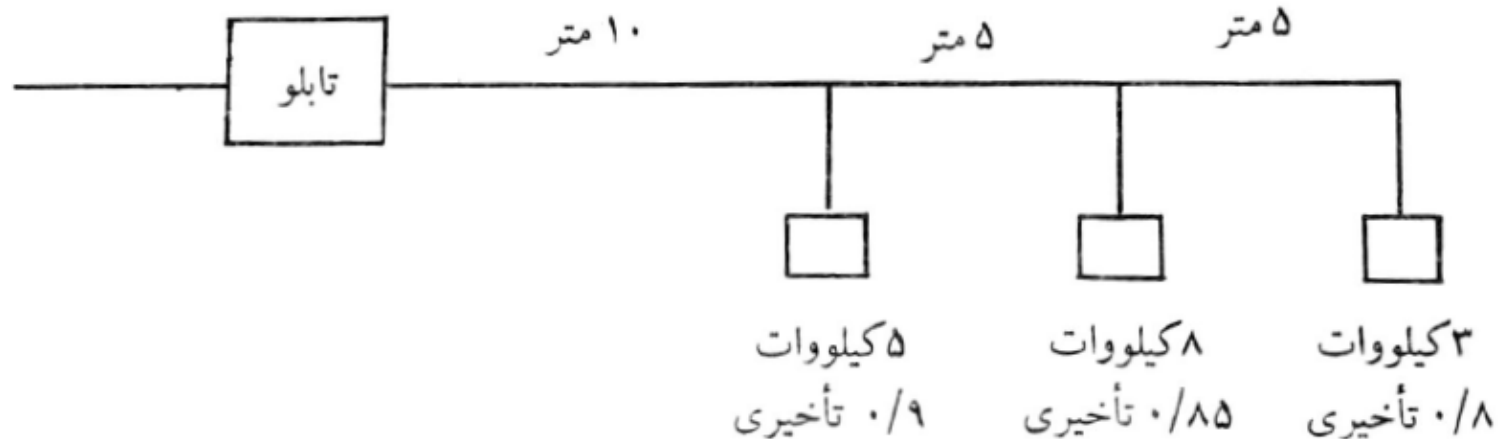 ۱۰ متر
۵ متر
۵ متر
تابلو
۵ کیلووات
۰/۹ تأخیری
۸ کیلووات
۰/۸۵ تأخیری
۳ کیلووات
۰/۸ تأخیری